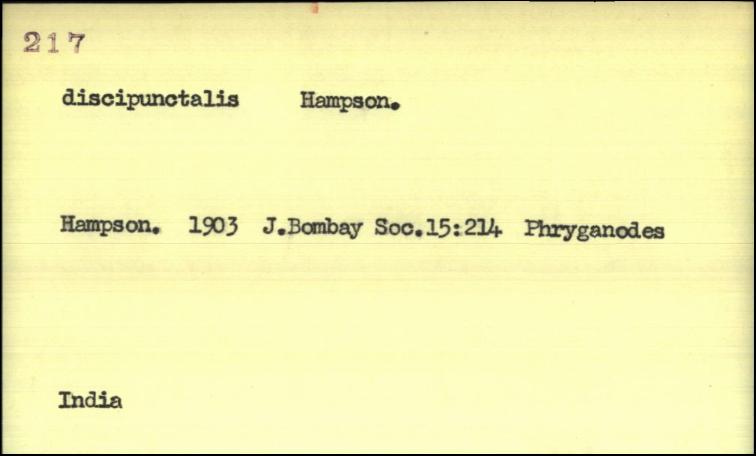 217
discipunctalis Hampson.
Hampson. 1903 J.Bombay Soc.15:214 Phryganodes
India